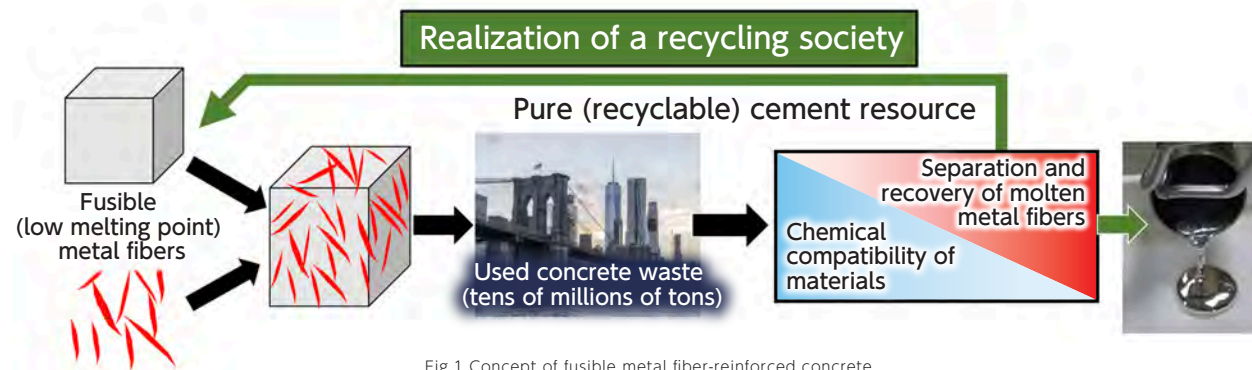 Realization of a recycling society
Pure (recyclable) cement resource
Fusible
(low melting point)
metal fibers
Used concrete waste
(tens of millions of tons)
Separation and
recovery of molten
metal fibers
Chemical
compatibility of
materials
Fig.1 Concept of fusible metal fiber-reinforced concrete